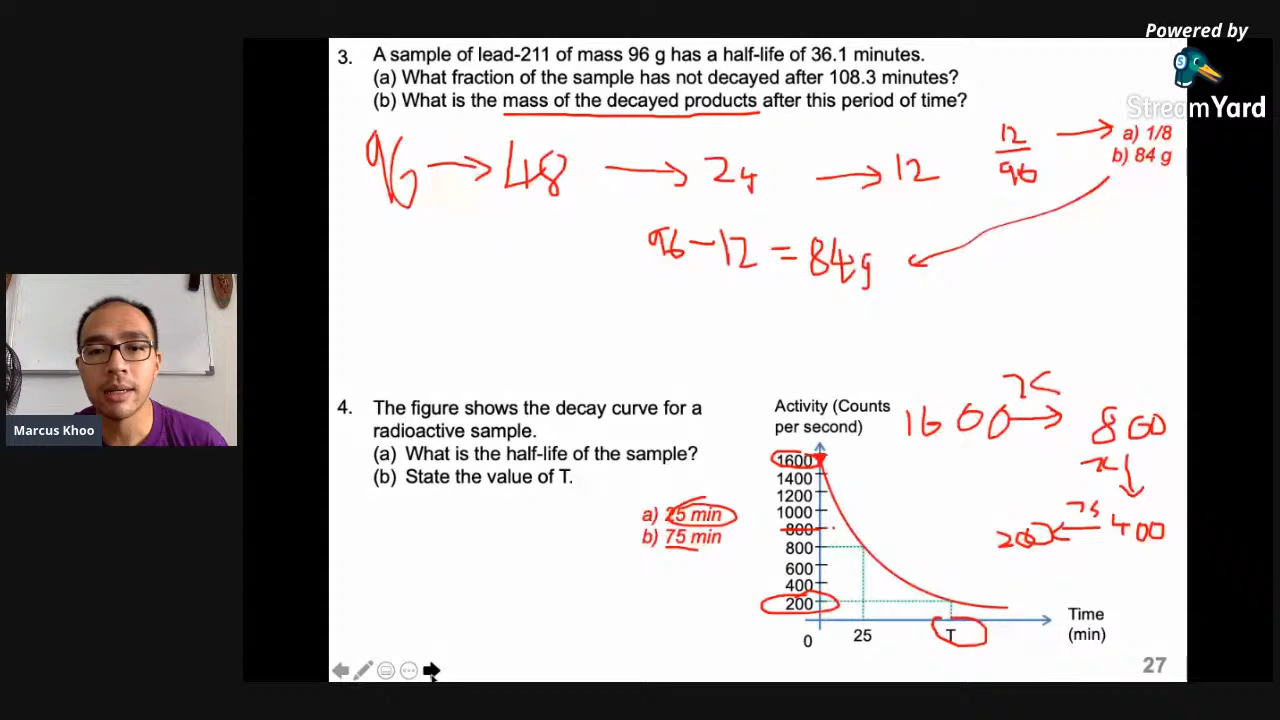 Powered by
StreamYard
3. A sample of lead-211 of mass 96 g has a half-life of 36.1 minutes.
(a) What fraction of the sample has not decayed after 108.3 minutes?
(b) What is the mass of the decayed products after this period of time?
a) 1/8
b) 84 g
96 → 48 → 24 → 12
12
96
96 - 12 = 84g
Marcus Khoo
4. The figure shows the decay curve for a
radioactive sample.
(a) What is the half-life of the sample?
(b) State the value of T.
a) 25 min
b) 75 min
Activity (Counts
per second)
1600
1400
1200
1000
800
800
600
400
200
0
25
T
Time
(min)
1600 → 800
400
200
27